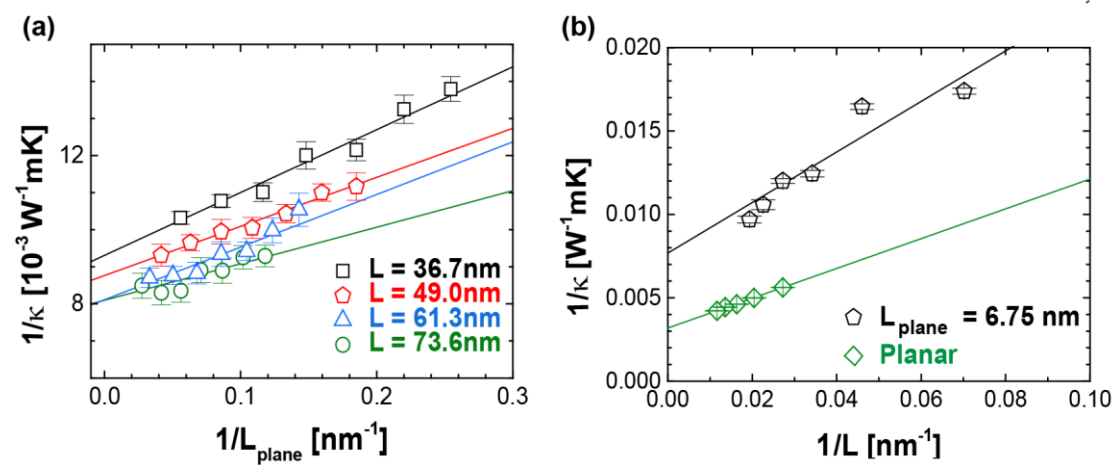 (a)
12
8
0.0
0.1
0.2
0.3
1/κ [10⁻³ W⁻¹mK]
1/L_plane [nm⁻¹]
L = 36.7nm
L = 49.0nm
L = 61.3nm
L = 73.6nm
(b)
0.020
0.015
0.010
0.005
0.000
0.00
0.02
0.04
0.06
0.08
0.10
1/κ [W⁻¹mK]
1/L [nm⁻¹]
L_plane = 6.75 nm
Planar